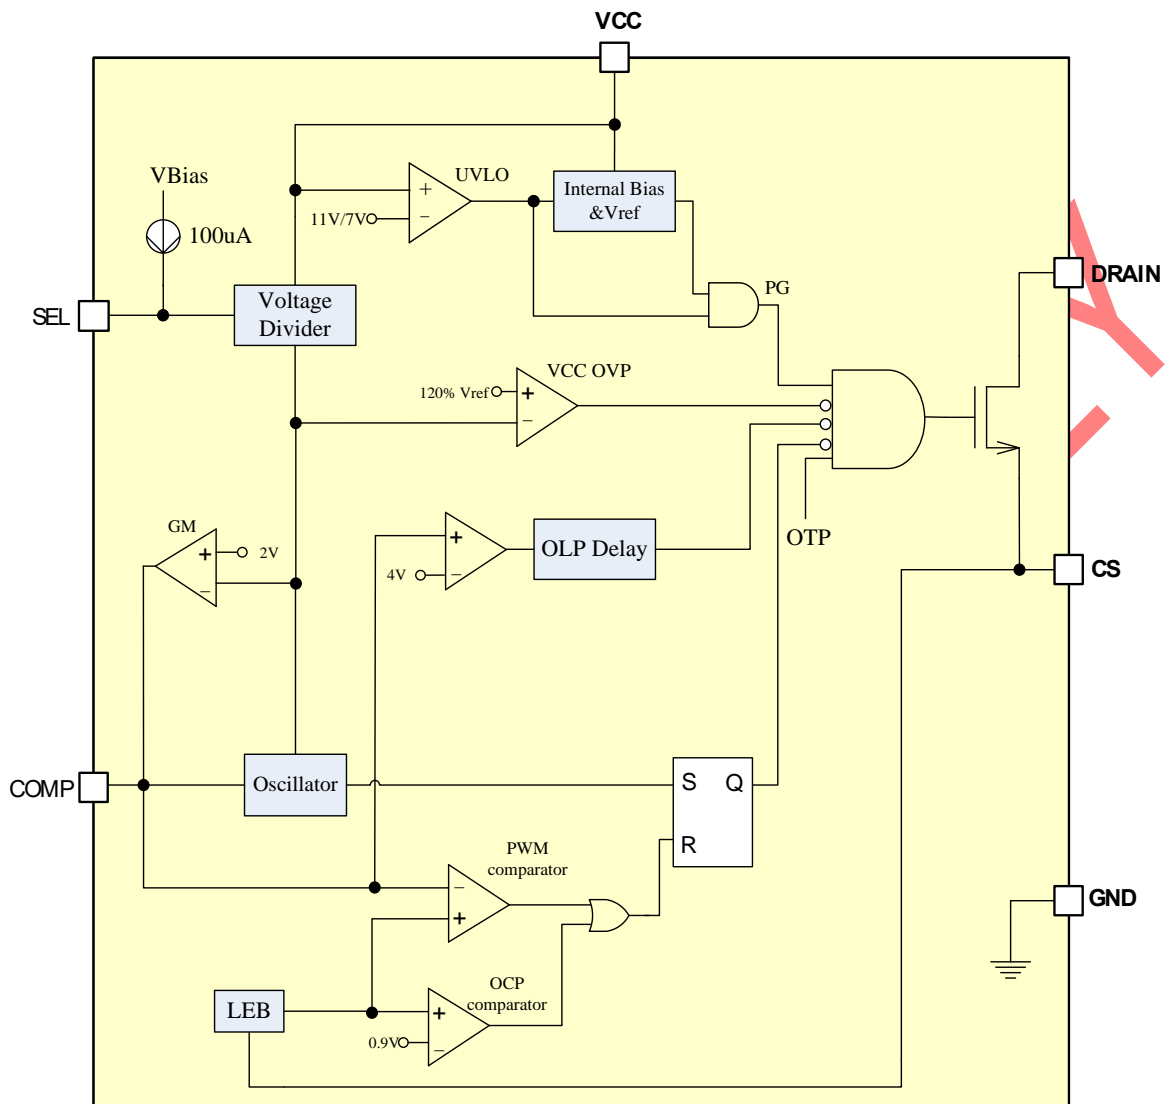 VCC
VBias
100uA
SEL
Voltage
Divider
+
−
UVLO
11V/7V
Internal Bias
&Vref
PG
DRAIN
VCC OVP
120% Vref
+
−
GM
+
−
2V
+
−
4V
OLP Delay
OTP
CS
COMP
Oscillator
S
Q
R
PWM
comparator
−
+
GND
LEB
OCP
comparator
+
−
0.9V